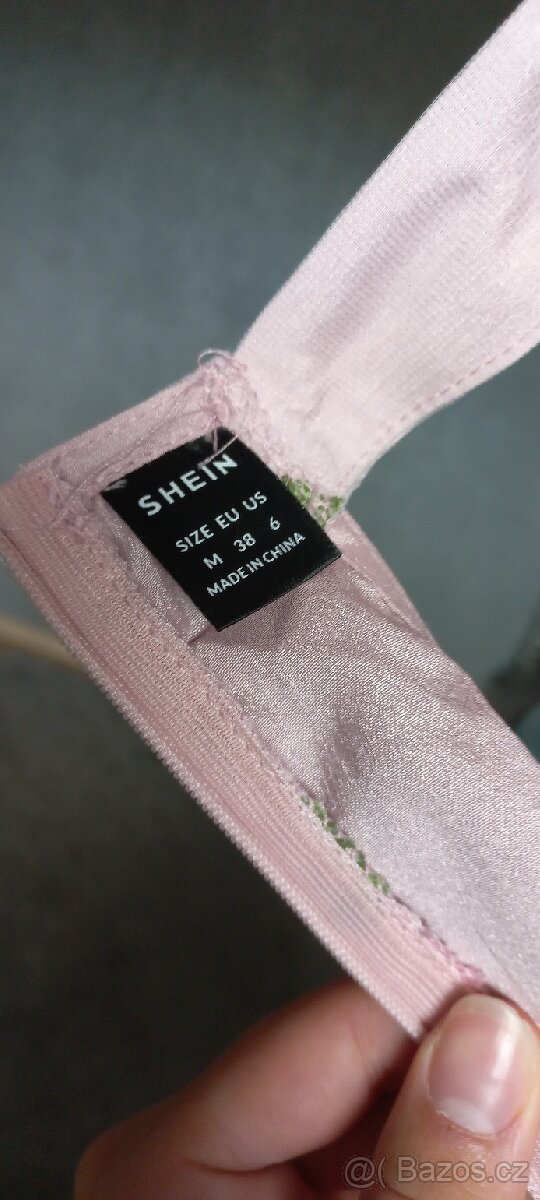 SHEIN
SIZE EU US
M 38 6
MADE IN CHINA
@( Bazos.cz